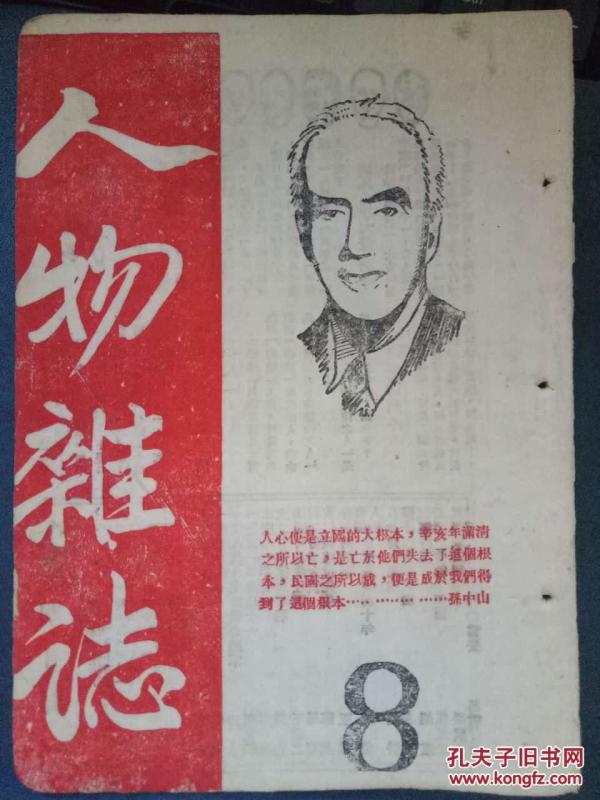 人物雜誌
人心便是立國的大根本，辛亥年滿清
之所以亡，是亡於他們失去了這個根
本，民國之所以成，便是成於我們得
到了這個根本……………………孫中山
8
孔夫子旧书网
www.kongfz.com